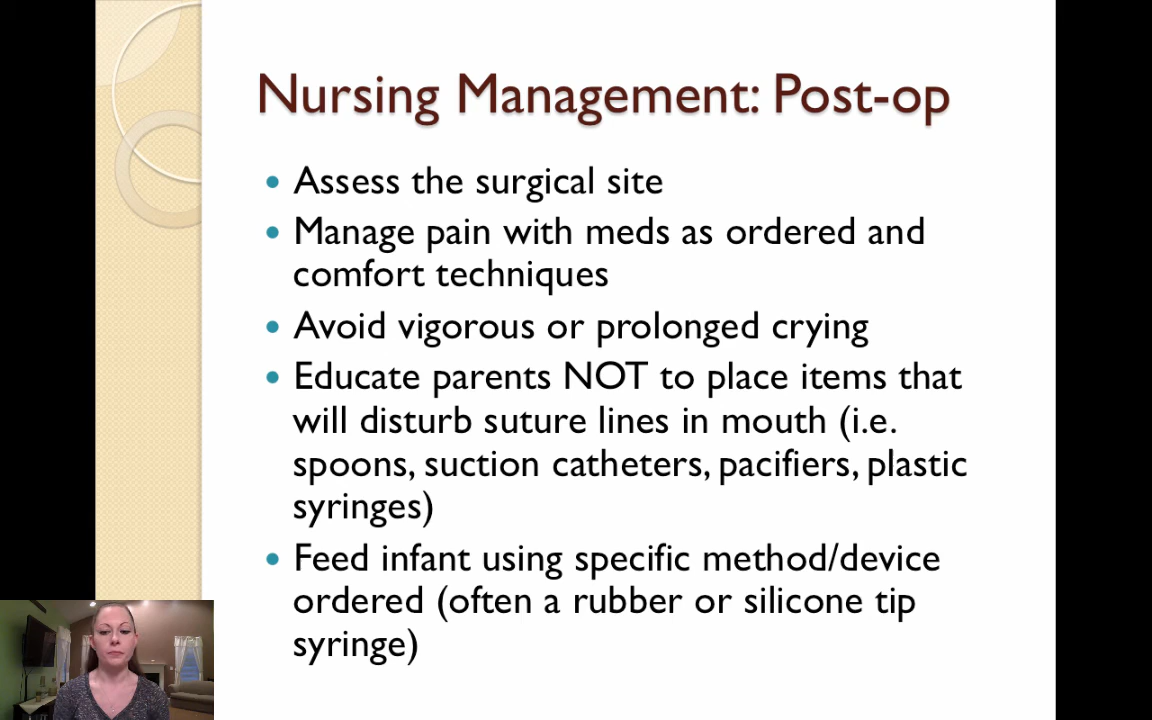 Nursing Management: Post-op
• Assess the surgical site
• Manage pain with meds as ordered and
comfort techniques
• Avoid vigorous or prolonged crying
• Educate parents NOT to place items that
will disturb suture lines in mouth (i.e.
spoons, suction catheters, pacifiers, plastic
syringes)
• Feed infant using specific method/device
ordered (often a rubber or silicone tip
syringe)